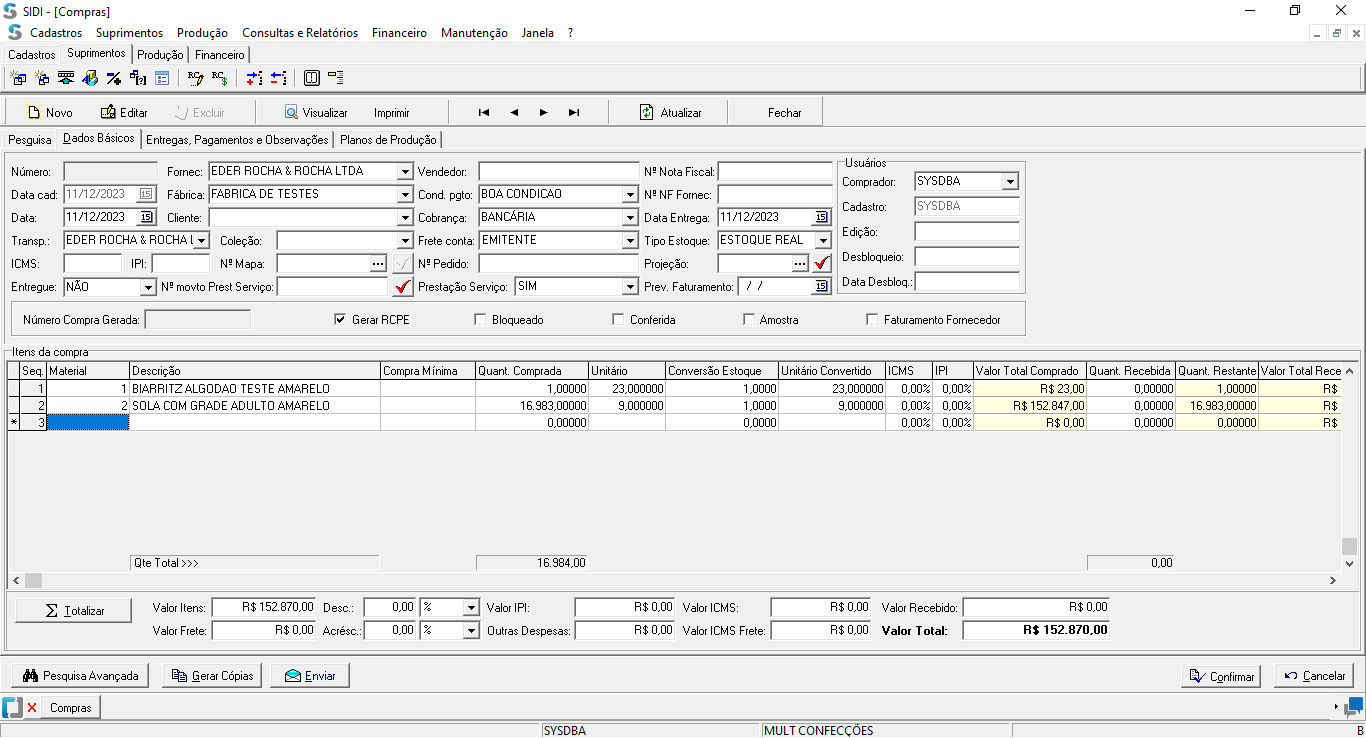 SIDI - [Compras]
Cadastros Suprimentos Produção Consultas e Relatórios Financeiro Manutenção Janela ?
Cadastros Suprimentos Produção Financeiro
Novo Editar Excluir Visualizar Imprimir Atualizar Fechar
Pesquisa Dados Básicos Entregas, Pagamentos e Observações Planos de Produção
Número: Fornec: EDER ROCHA & ROCHA LTDA Vendedor: Nº Nota Fiscal: Usuários
Comprador: SYSDBA
Data cad: 11/12/2023 15 Fábrica: FABRICA DE TESTES Cond. pgto: BOA CONDICAO Nº NF Fornec:
Cadastro: SYSDBA
Data: 11/12/2023 15 Cliente: Cobrança: BANCÁRIA Data Entrega: 11/12/2023 15
Edição:
Transp.: EDER ROCHA & ROCHA L Coleção: Frete conta: EMITENTE Tipo Estoque: ESTOQUE REAL
Desbloqueio:
ICMS: IPI: Nº Mapa: ... Nº Pedido: Projeção: ...
Data Desbloq.:
Entregue: NÃO Nº movto Prest Serviço: Prestação Serviço: SIM Prev. Faturamento: / / 15
Número Compra Gerada: Gerar RCPE Bloqueado Conferida Amostra Faturamento Fornecedor
Itens da compra
Seq. Material Descrição Compra Mínima Quant. Comprada Unitário Conversão Estoque Unitário Convertido ICMS IPI Valor Total Comprado Quant. Recebida Quant. Restante Valor Total Rece
1 1 BIARRITZ ALGODAO TESTE AMARELO 1,00000 23,000000 1,0000 23,000000 0,00% 0,00% R$ 23,00 0,00000 1,00000 R$
2 2 SOLA COM GRADE ADULTO AMARELO 16.983,00000 9,000000 1,0000 9,000000 0,00% 0,00% R$ 152.847,00 0,00000 16.983,00000 R$
* 3 0,00000 0,0000 0,00% 0,00% R$ 0,00 0,00000 0,00000 R$
Qte Total >>> 16.984,00 0,00
Totalizar Valor Itens: R$ 152.870,00 Desc.: 0,00 % Valor IPI: R$ 0,00 Valor ICMS: R$ 0,00 Valor Recebido: R$ 0,00
Valor Frete: R$ 0,00 Acrésc.: 0,00 % Outras Despesas: R$ 0,00 Valor ICMS Frete: R$ 0,00 Valor Total: R$ 152.870,00
Pesquisa Avançada Gerar Cópias Enviar Confirmar Cancelar
Compras
SYSDBA MULT CONFECÇÕES B